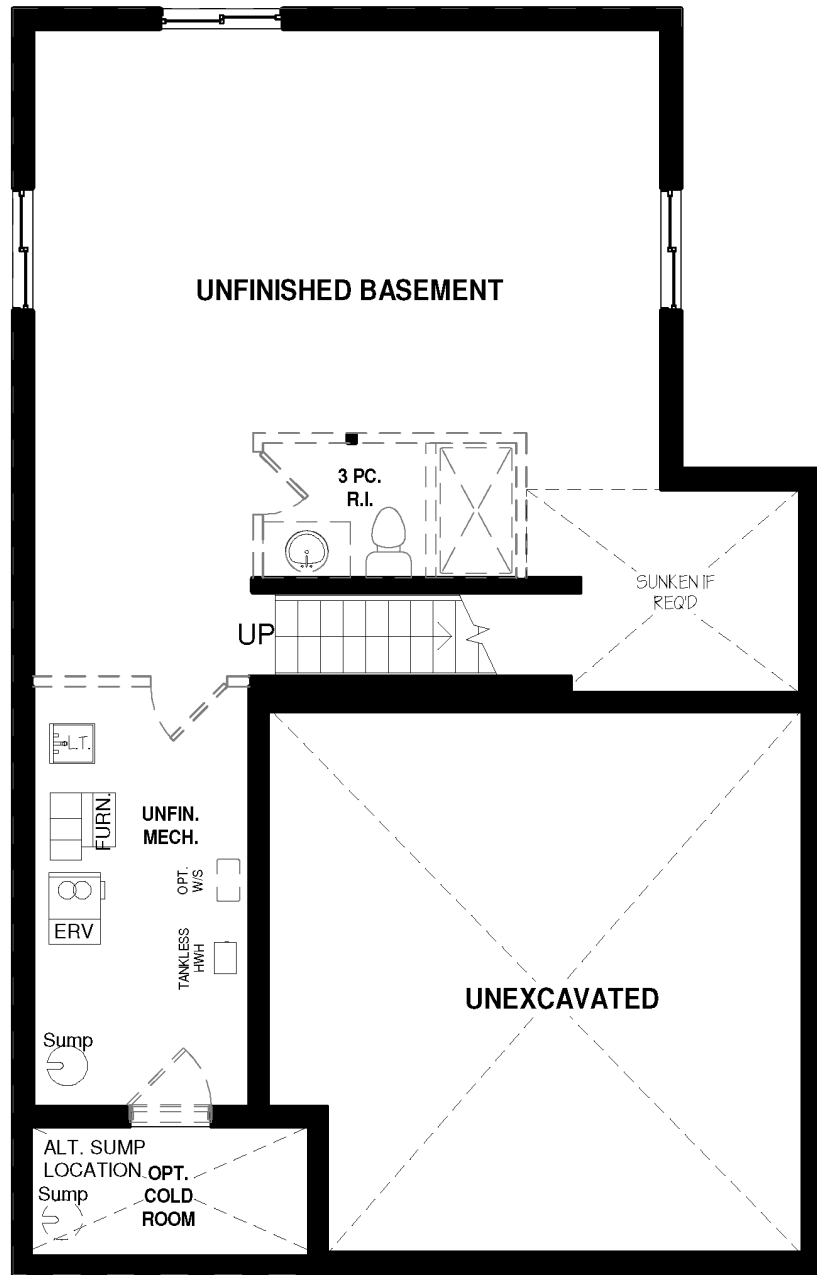 UNFINISHED BASEMENT
3 PC.
R.I.
SUNKEN IF
REQ'D
UP
L.T.
FURN.
UNFIN.
MECH.
OPT.
W/S
ERV
TANKLESS
HWH
UNEXCAVATED
Sump
ALT. SUMP
LOCATION
OPT.
COLD
ROOM
Sump